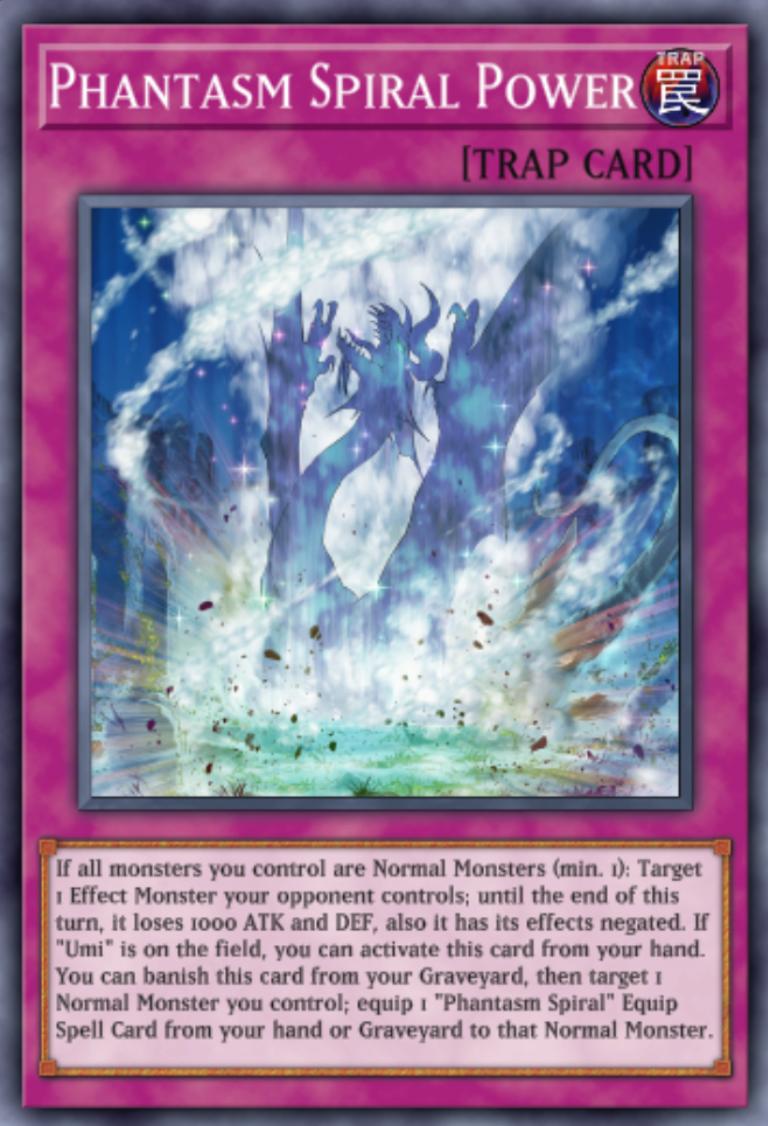 PHANTASM SPIRAL POWER
TRAP
罠
[TRAP CARD]
If all monsters you control are Normal Monsters (min. 1): Target
1 Effect Monster your opponent controls; until the end of this
turn, it loses 1000 ATK and DEF, also it has its effects negated. If
"Umi" is on the field, you can activate this card from your hand.
You can banish this card from your Graveyard, then target 1
Normal Monster you control; equip 1 "Phantasm Spiral" Equip
Spell Card from your hand or Graveyard to that Normal Monster.